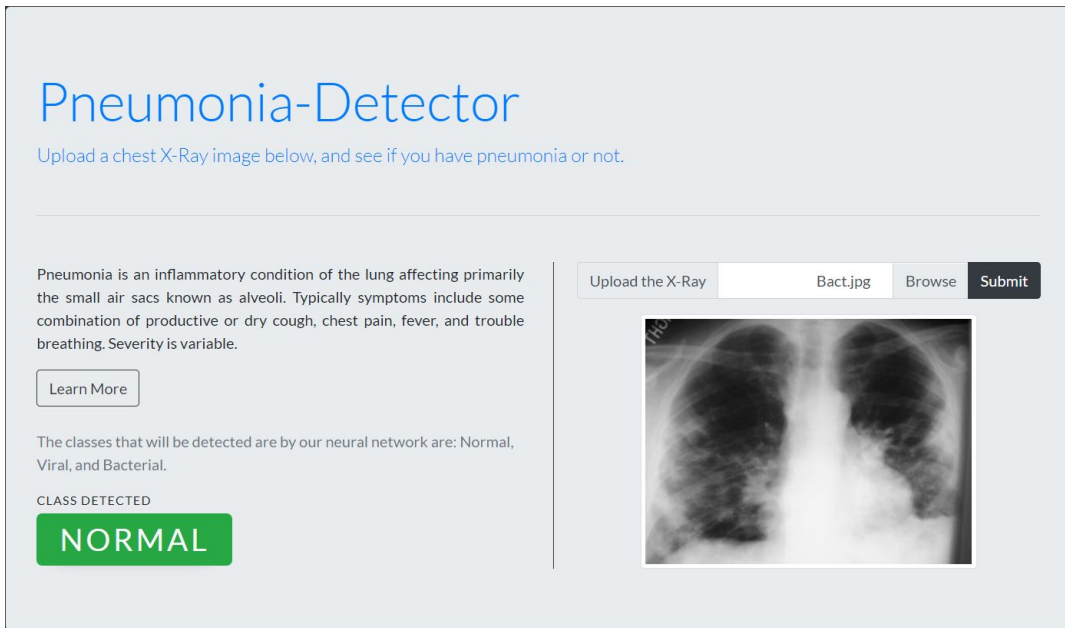 Pneumonia-Detector
Upload a chest X-Ray image below, and see if you have pneumonia or not.
Pneumonia is an inflammatory condition of the lung affecting primarily
the small air sacs known as alveoli. Typically symptoms include some
combination of productive or dry cough, chest pain, fever, and trouble
breathing. Severity is variable.
Learn More
The classes that will be detected are by our neural network are: Normal,
Viral, and Bacterial.
CLASS DETECTED
NORMAL
Upload the X-Ray Bact.jpg Browse Submit